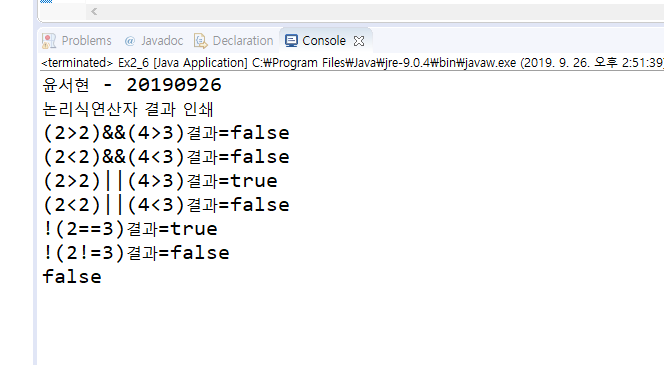 Problems @ Javadoc Declaration Console
<terminated> Ex2_6 [Java Application] C:₩Program Files₩Java₩jre-9.0.4₩bin₩javaw.exe (2019. 9. 26. 오후 2:51:39)
윤서현 - 20190926
논리식연산자 결과 인쇄
(2>2)&&(4>3)결과=false
(2<2)&&(4<3)결과=false
(2>2)||(4>3)결과=true
(2<2)||(4<3)결과=false
!(2==3)결과=true
!(2!=3)결과=false
false